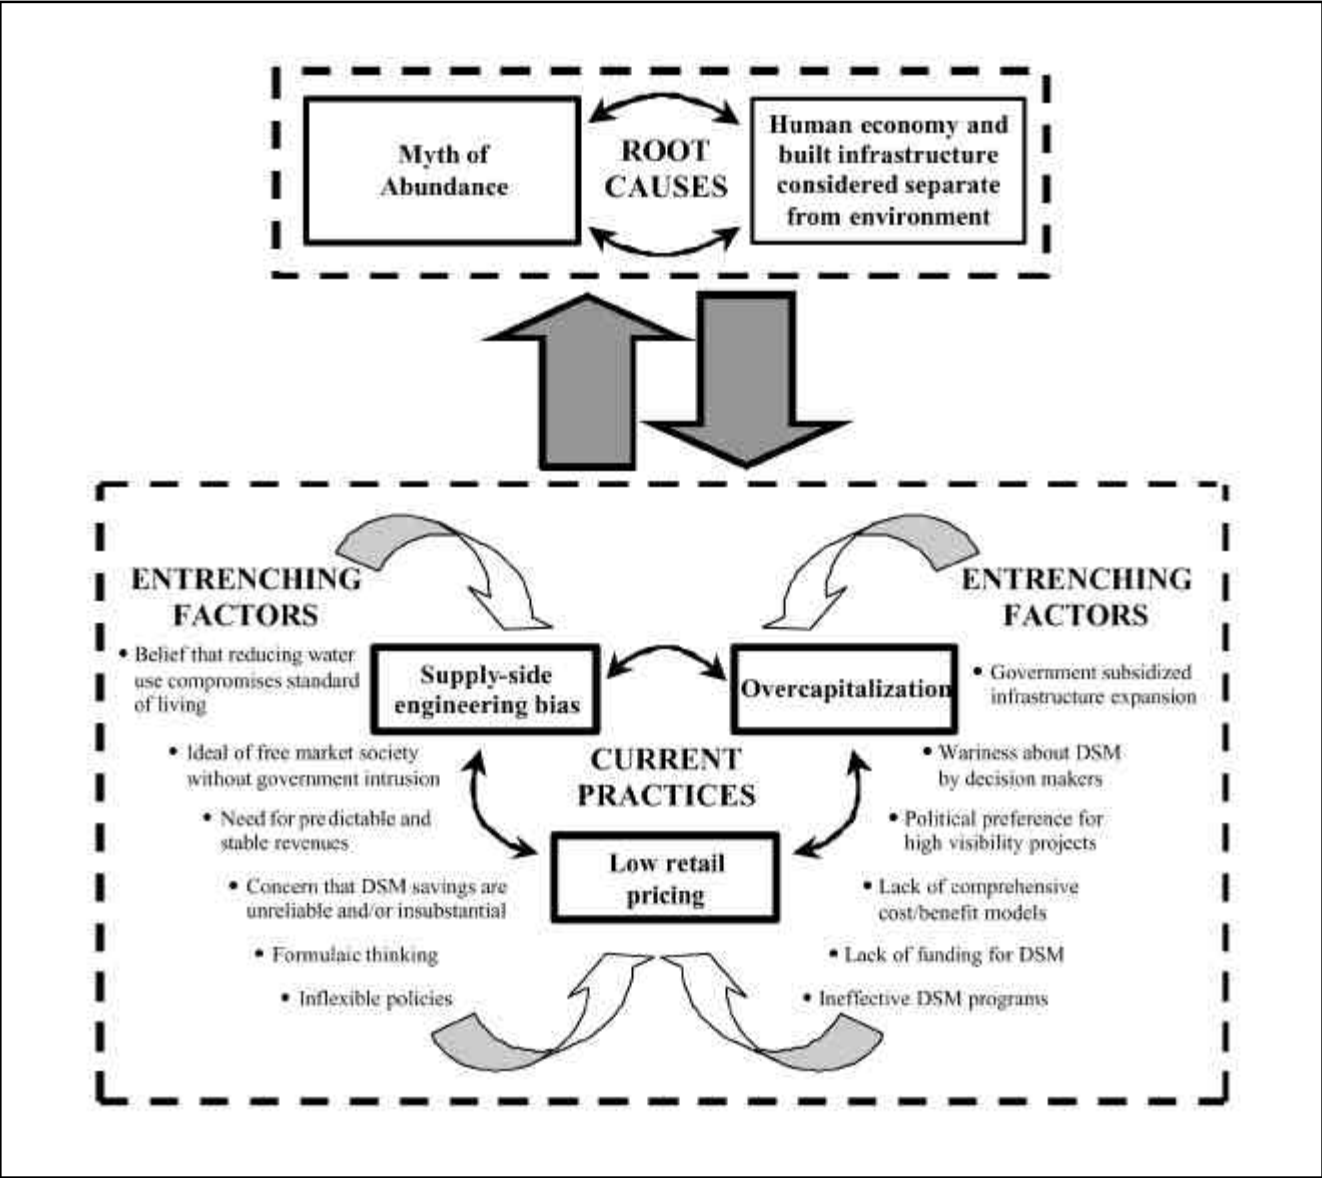 Myth of
Abundance
ROOT
CAUSES
Human economy and
built infrastructure
considered separate
from environment
ENTRENCHING
FACTORS
• Belief that reducing water
use compromises standard
of living
• Ideal of free market society
without government intrusion
• Need for predictable and
stable revenues
• Concern that DSM savings are
unreliable and/or insubstantial
• Formulaic thinking
• Inflexible policies
Supply-side
engineering bias
Overcapitalization
CURRENT
PRACTICES
Low retail
pricing
ENTRENCHING
FACTORS
• Government subsidized
infrastructure expansion
• Wariness about DSM
by decision makers
• Political preference for
high visibility projects
• Lack of comprehensive
cost/benefit models
• Lack of funding for DSM
• Ineffective DSM programs